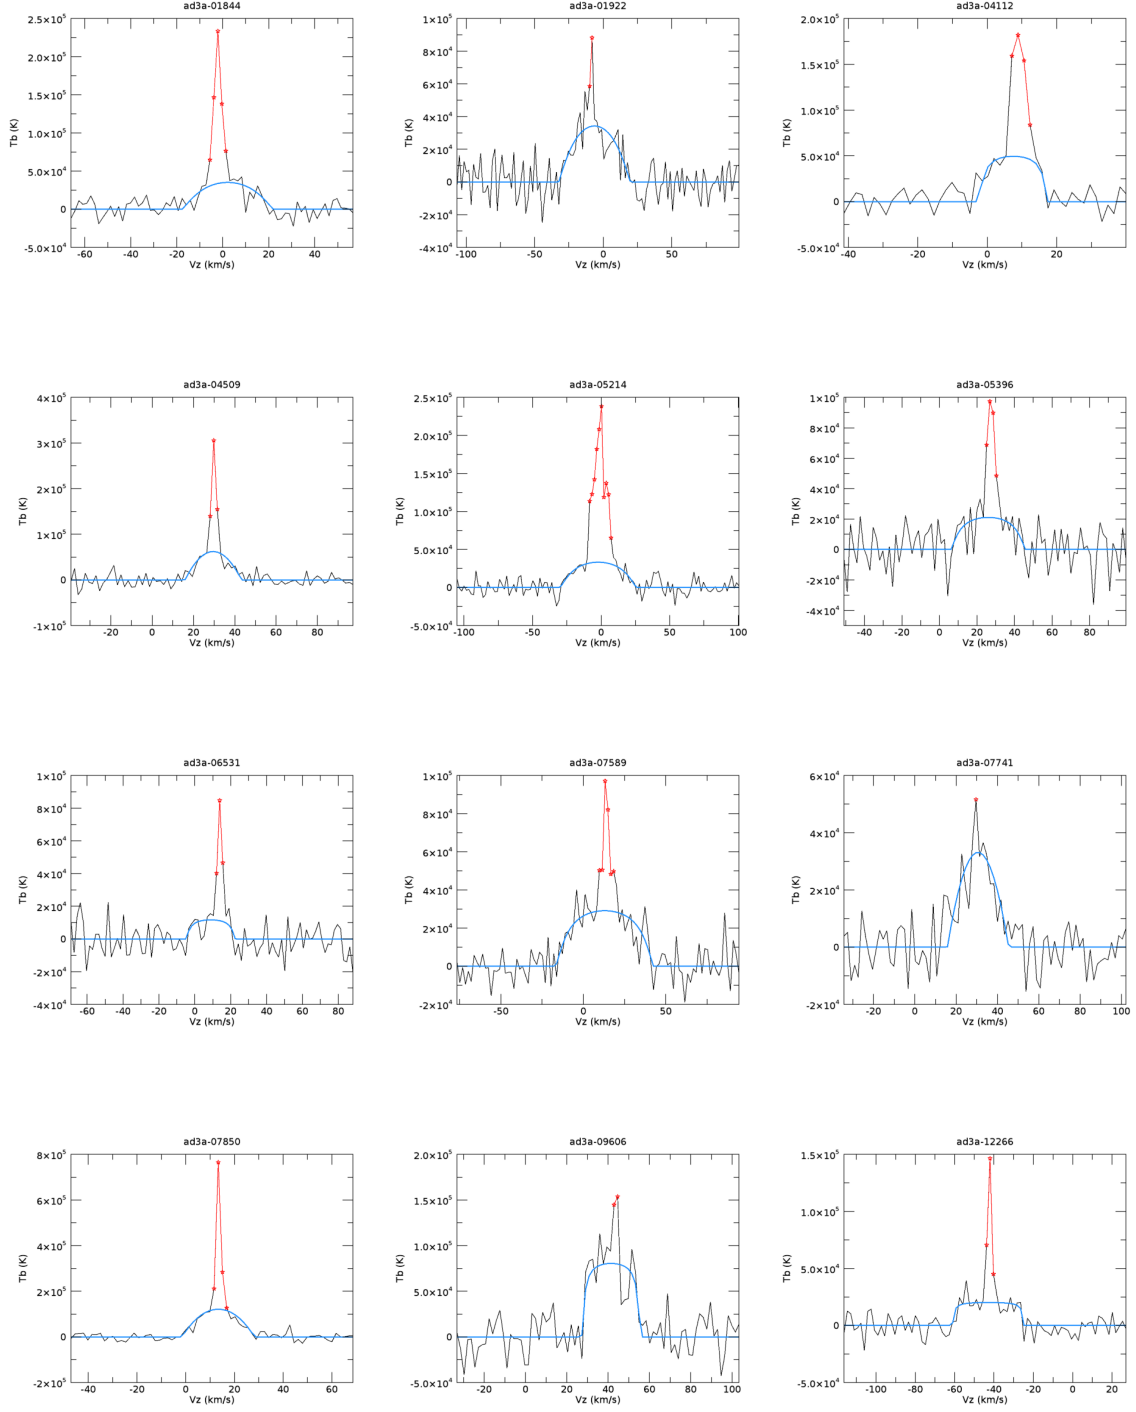 ad3a-01844
2.5×10⁵
2.0×10⁵
1.5×10⁵
1.0×10⁵
5.0×10⁴
0
-5.0×10⁴
Tb (K)
-60 -40 -20 0 20 40
Vz (km/s)
ad3a-01922
1×10⁵
8×10⁴
6×10⁴
4×10⁴
2×10⁴
0
-2×10⁴
-4×10⁴
Tb (K)
-100 -50 0 50
Vz (km/s)
ad3a-04112
2.0×10⁵
1.5×10⁵
1.0×10⁵
5.0×10⁴
0
-5.0×10⁴
Tb (K)
-40 -20 0 20
Vz (km/s)
ad3a-04509
4×10⁵
3×10⁵
2×10⁵
1×10⁵
0
-1×10⁵
Tb (K)
-20 0 20 40 60 80
Vz (km/s)
ad3a-05214
2.5×10⁵
2.0×10⁵
1.5×10⁵
1.0×10⁵
5.0×10⁴
0
-5.0×10⁴
Tb (K)
-100 -50 0 50 100
Vz (km/s)
ad3a-05396
1×10⁵
8×10⁴
6×10⁴
4×10⁴
2×10⁴
0
-2×10⁴
-4×10⁴
Tb (K)
-40 -20 0 20 40 60 80
Vz (km/s)
ad3a-06531
1×10⁵
8×10⁴
6×10⁴
4×10⁴
2×10⁴
0
-2×10⁴
-4×10⁴
Tb (K)
-60 -40 -20 0 20 40 60 80
Vz (km/s)
ad3a-07589
1×10⁵
8×10⁴
6×10⁴
4×10⁴
2×10⁴
0
-2×10⁴
Tb (K)
-50 0 50
Vz (km/s)
ad3a-07741
6×10⁴
4×10⁴
2×10⁴
0
-2×10⁴
Tb (K)
-20 0 20 40 60 80 100
Vz (km/s)
ad3a-07850
8×10⁵
6×10⁵
4×10⁵
2×10⁵
0
-2×10⁵
Tb (K)
-40 -20 0 20 40 60
Vz (km/s)
ad3a-09606
2.0×10⁵
1.5×10⁵
1.0×10⁵
5.0×10⁴
0
-5.0×10⁴
Tb (K)
-20 0 20 40 60 80 100
Vz (km/s)
ad3a-12266
1.5×10⁵
1.0×10⁵
5.0×10⁴
0
-5.0×10⁴
Tb (K)
-100 -80 -60 -40 -20 0 20
Vz (km/s)